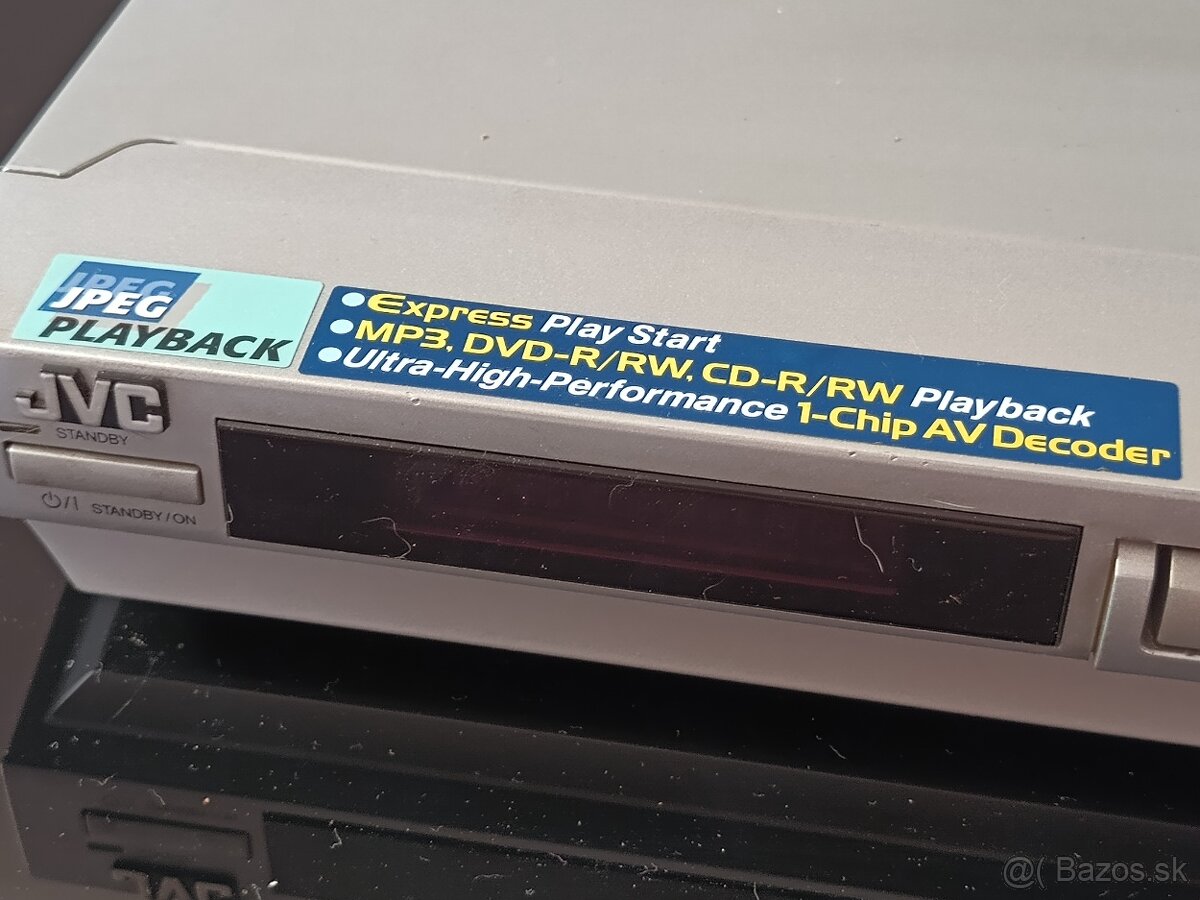 JPEG
JPEG
PLAYBACK
●Express Play Start
●MP3, DVD-R/RW, CD-R/RW Playback
●Ultra-High-Performance 1-Chip AV Decoder
JVC
STANDBY
⏻/I STANDBY/ON
JVC
@( Bazos.sk